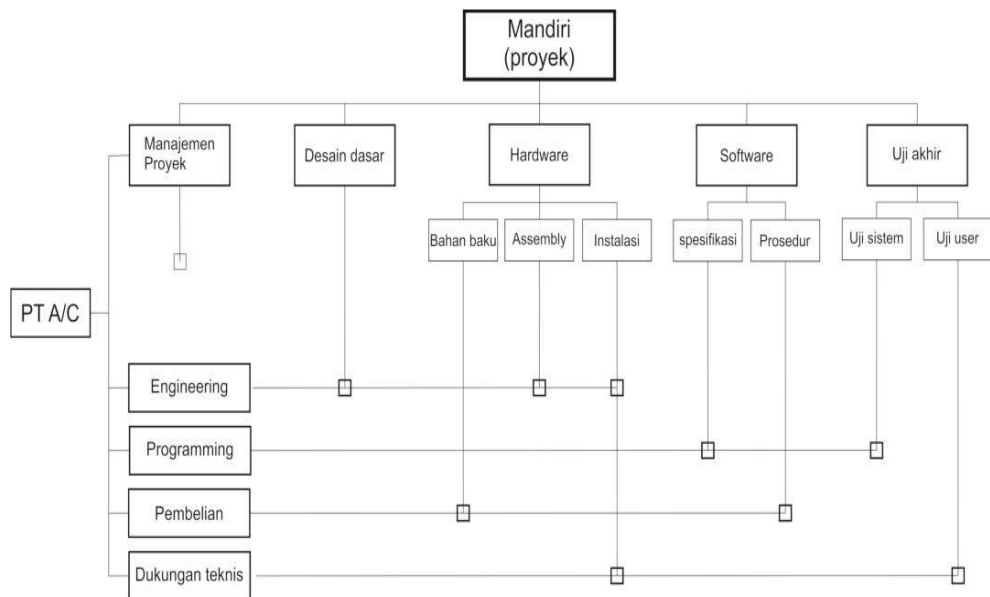 Mandiri
(proyek)
Manajemen
Proyek
Desain dasar
Hardware
Software
Uji akhir
Bahan baku
Assembly
Instalasi
spesifikasi
Prosedur
Uji sistem
Uji user
PT A/C
Engineering
Programming
Pembelian
Dukungan teknis